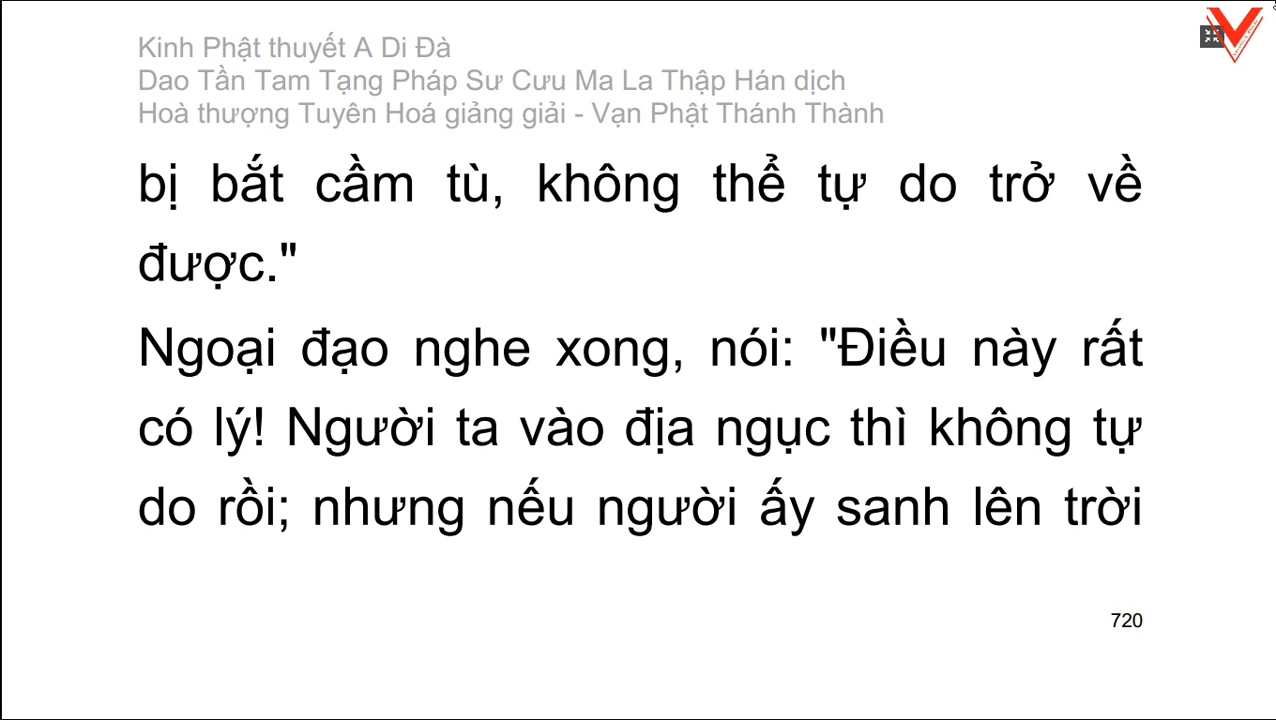 Kinh Phật thuyết A Di Đà
Dao Tần Tam Tạng Pháp Sư Cưu Ma La Thập Hán dịch
Hoà thượng Tuyên Hoá giảng giải - Vạn Phật Thánh Thành
bị bắt cầm tù, không thể tự do trở về
được."
Ngoại đạo nghe xong, nói: "Điều này rất
có lý! Người ta vào địa ngục thì không tự
do rồi; nhưng nếu người ấy sanh lên trời
720